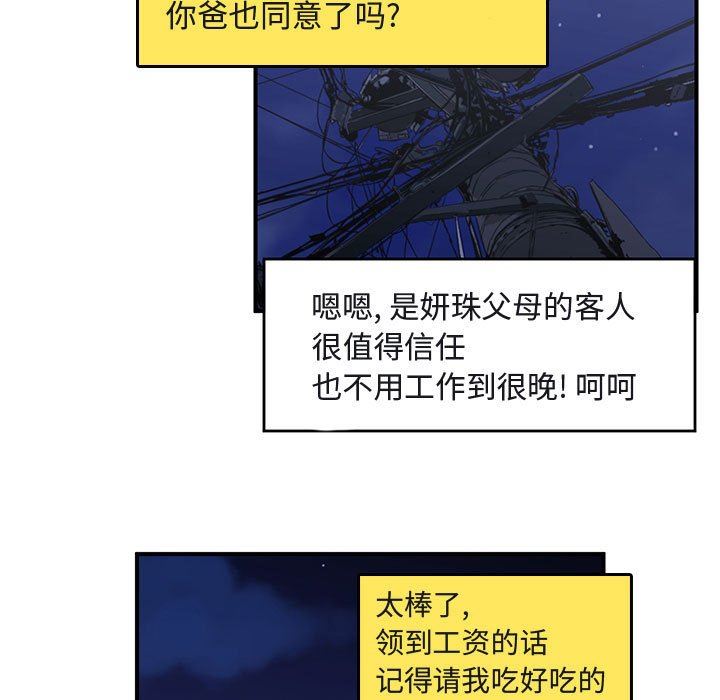 你爸也同意了吗?
嗯嗯, 是妍珠父母的客人
很值得信任
也不用工作到很晚! 呵呵
太棒了,
领到工资的话
记得请我吃好吃的